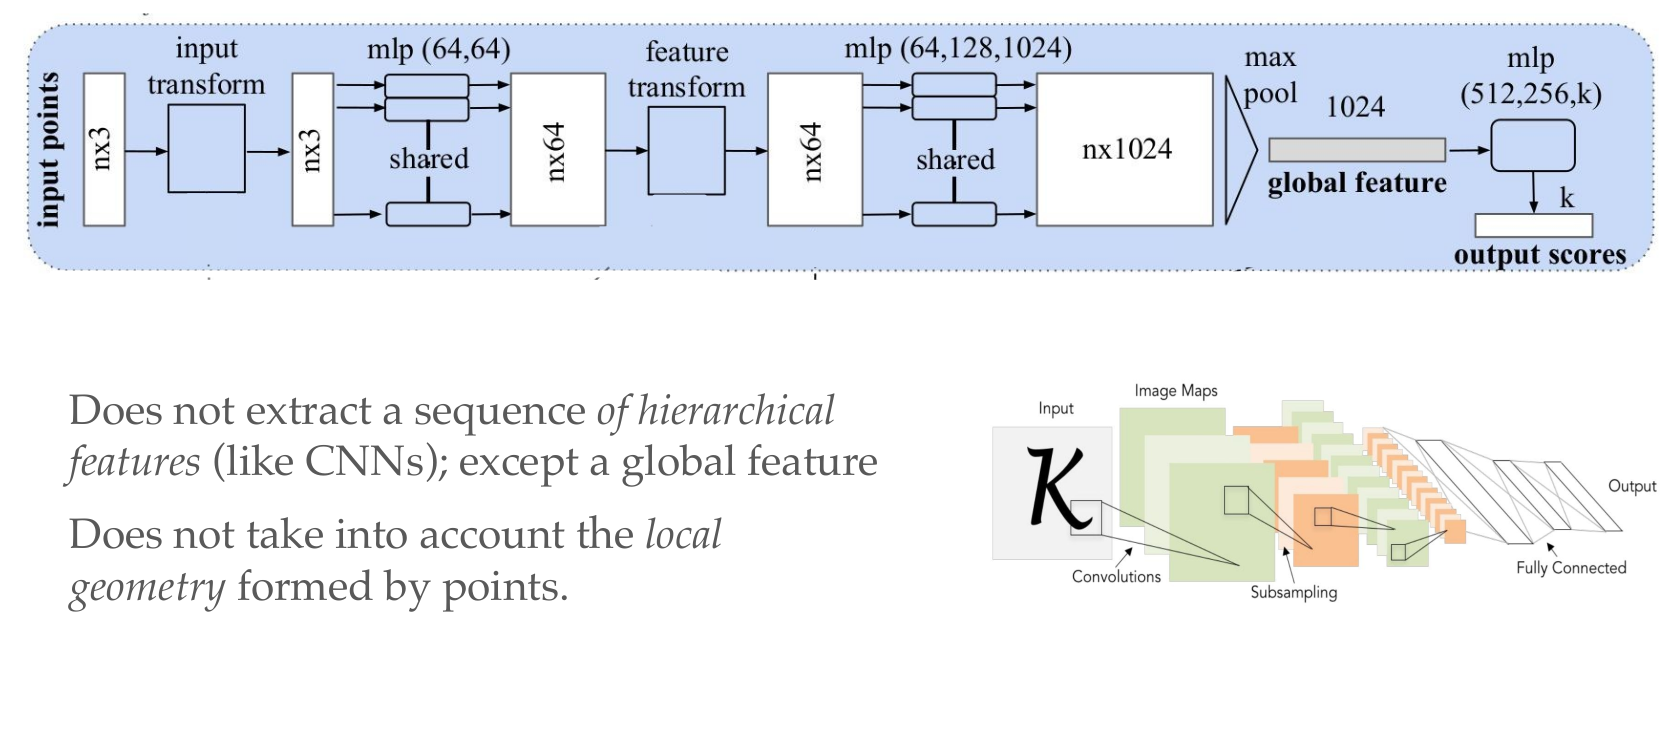 input points
nx3
input
transform
nx3
mlp (64,64)
shared
nx64
feature
transform
nx64
mlp (64,128,1024)
shared
nx1024
max
pool
1024
global feature
mlp
(512,256,k)
k
output scores
Does not extract a sequence of hierarchical
features (like CNNs); except a global feature
Does not take into account the local
geometry formed by points.
Input
K
Image Maps
Convolutions
Subsampling
Fully Connected
Output